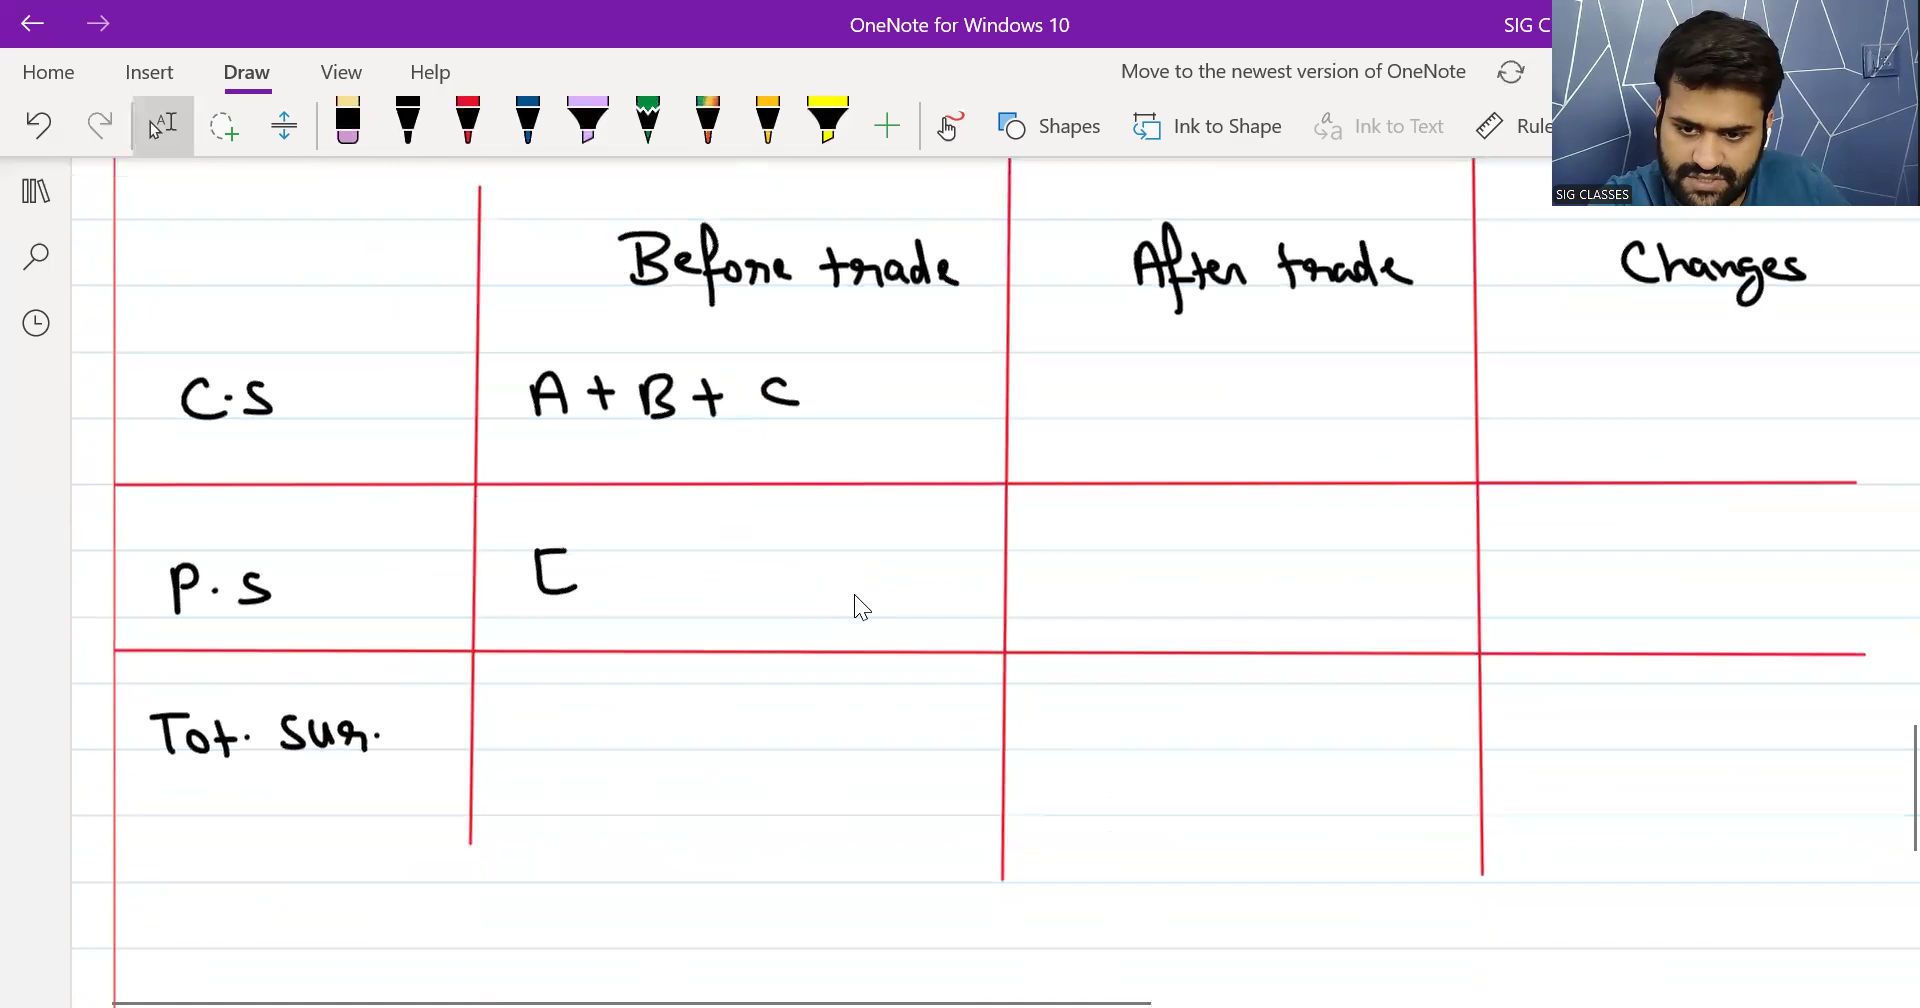 OneNote for Windows 10
SIG C
Home Insert Draw View Help
Move to the newest version of OneNote
Shapes Ink to Shape Ink to Text Rule
SIG CLASSES
Before trade After trade Changes
C.S A + B + C
P.S [
Tot. sur.